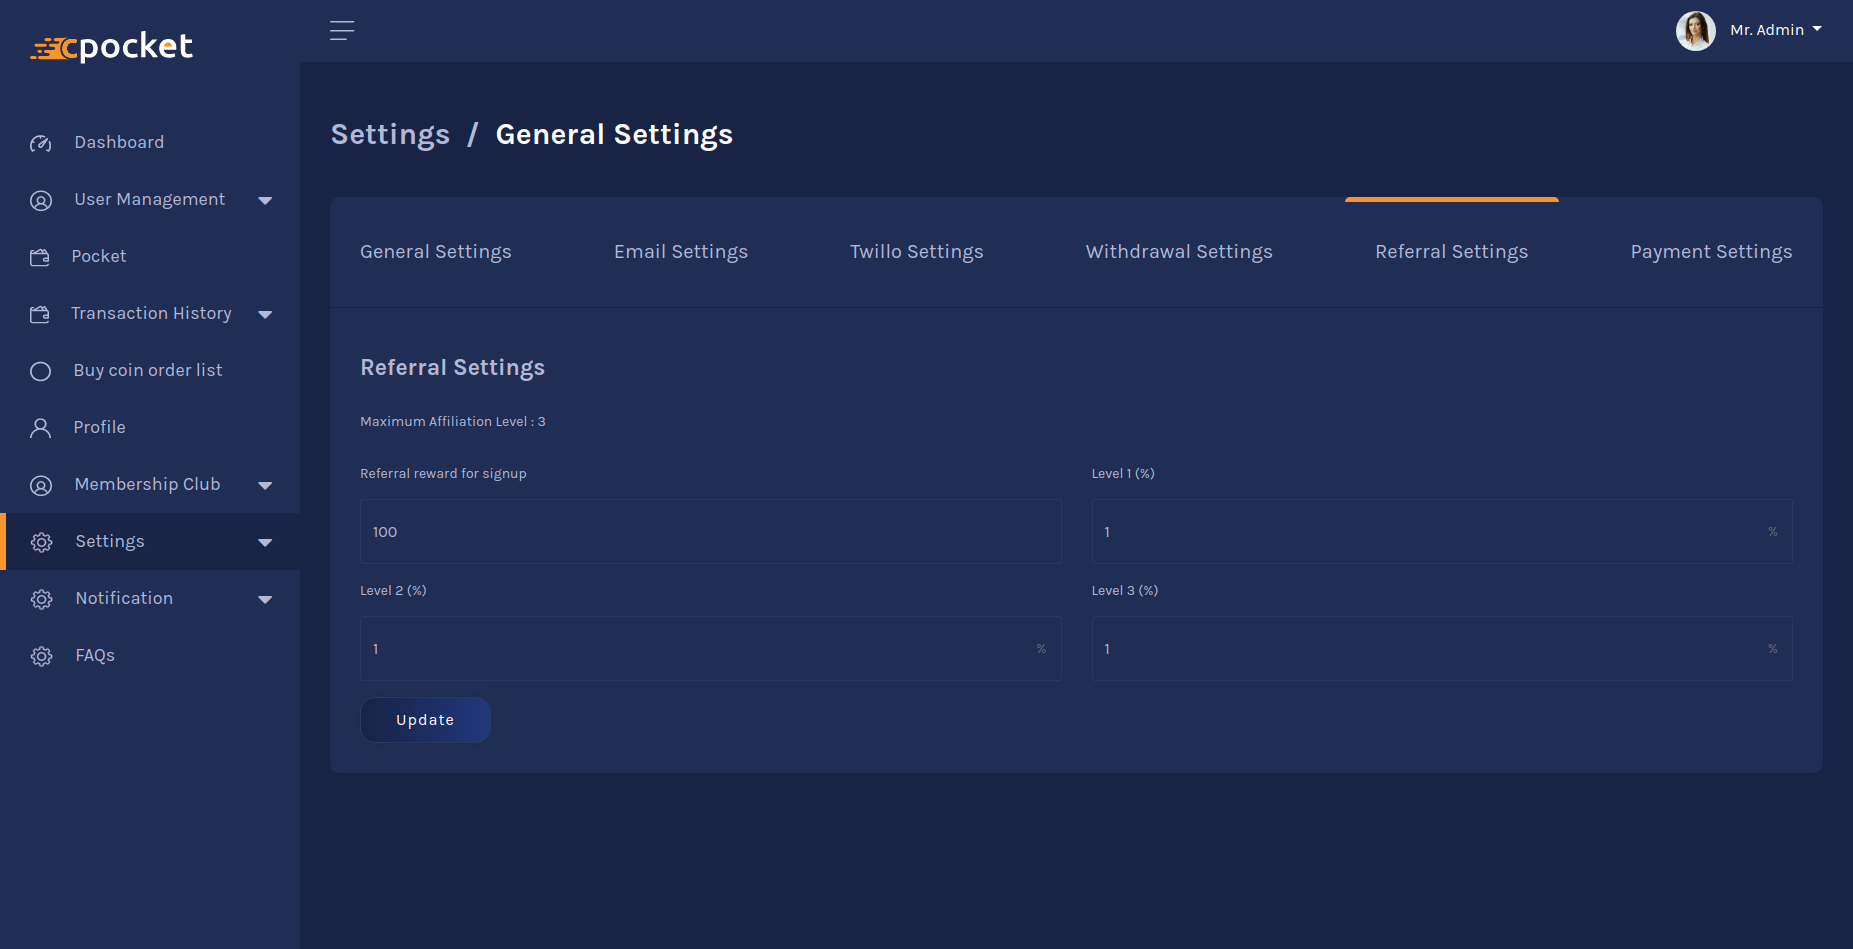 cpocket
Mr. Admin
Dashboard
User Management
Pocket
Transaction History
Buy coin order list
Profile
Membership Club
Settings
Notification
FAQs
Settings / General Settings
General Settings Email Settings Twillo Settings Withdrawal Settings Referral Settings Payment Settings
Referral Settings
Maximum Affiliation Level : 3
Referral reward for signup
100
Level 1 (%)
1 %
Level 2 (%)
1 %
Level 3 (%)
1 %
Update